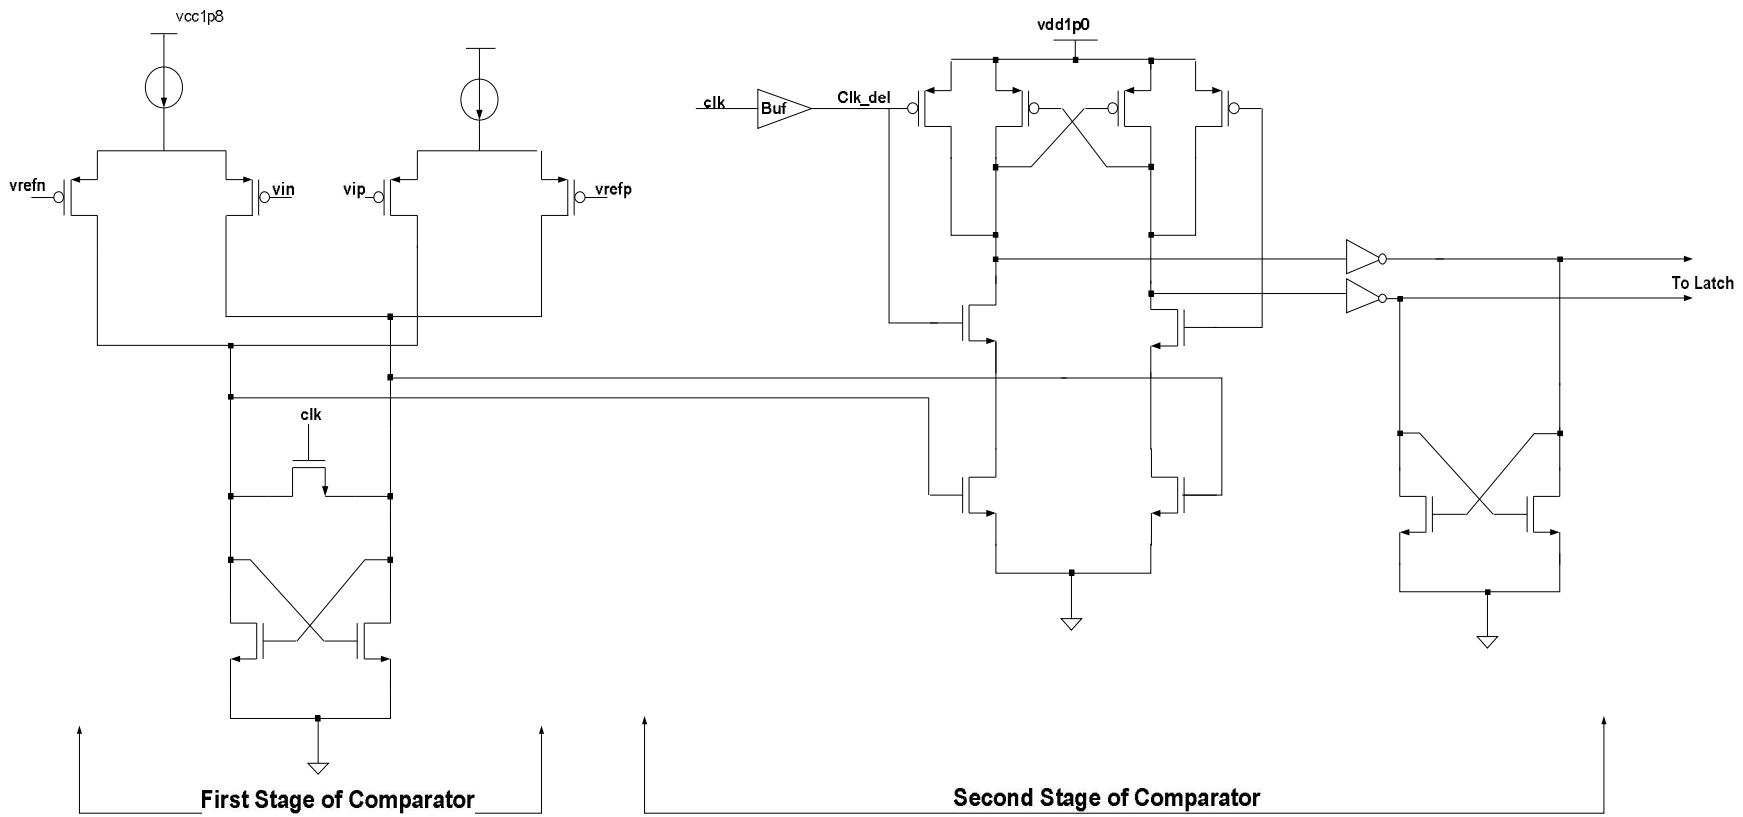 vcc1p8
vdd1p0
clk
Buf
Clk_del
vrefn
vin
vip
vrefp
To Latch
clk
First Stage of Comparator
Second Stage of Comparator